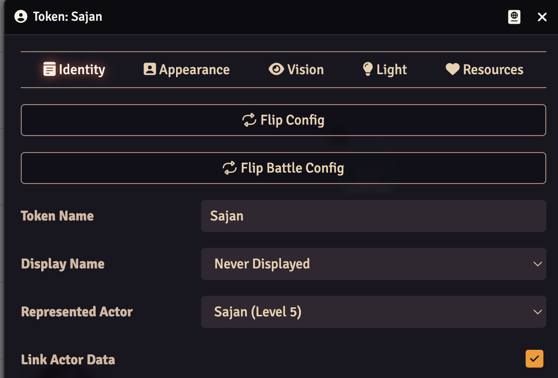 Token: Sajan
Identity Appearance Vision Light Resources
Flip Config
Flip Battle Config
Token Name Sajan
Display Name Never Displayed
Represented Actor Sajan (Level 5)
Link Actor Data